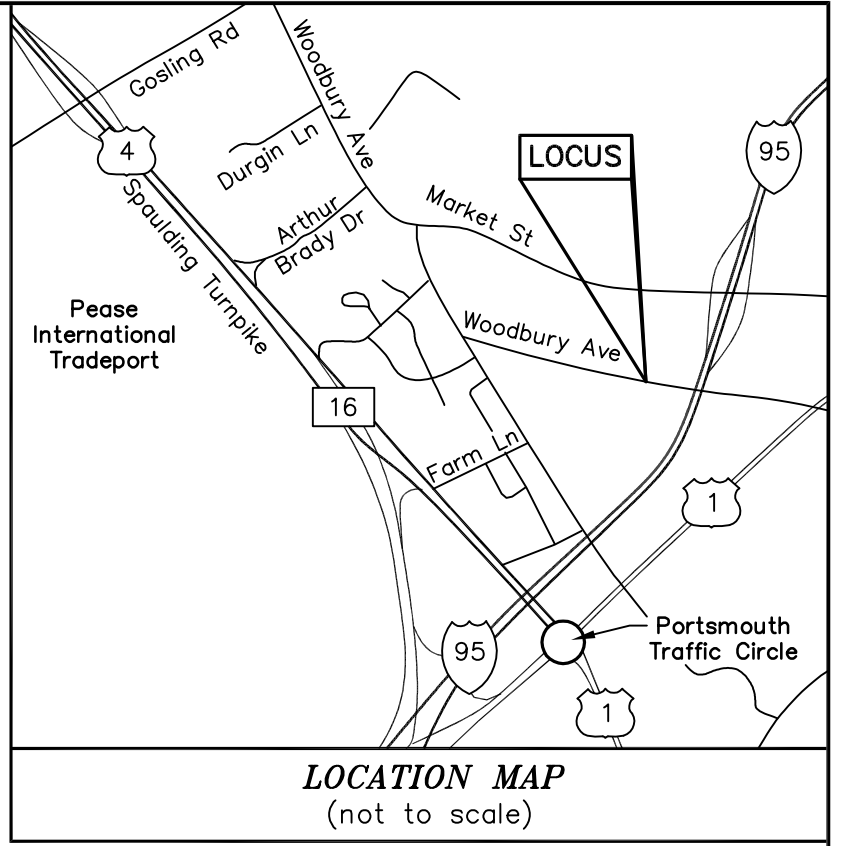 Gosling Rd
Woodbury Ave
4
Durgin Ln
LOCUS
95
Spaulding Turnpike
Arthur
Brady Dr
Market St
Pease
International
Tradeport
Woodbury Ave
16
Farm Ln
1
95
Portsmouth
Traffic Circle
1
LOCATION MAP
(not to scale)